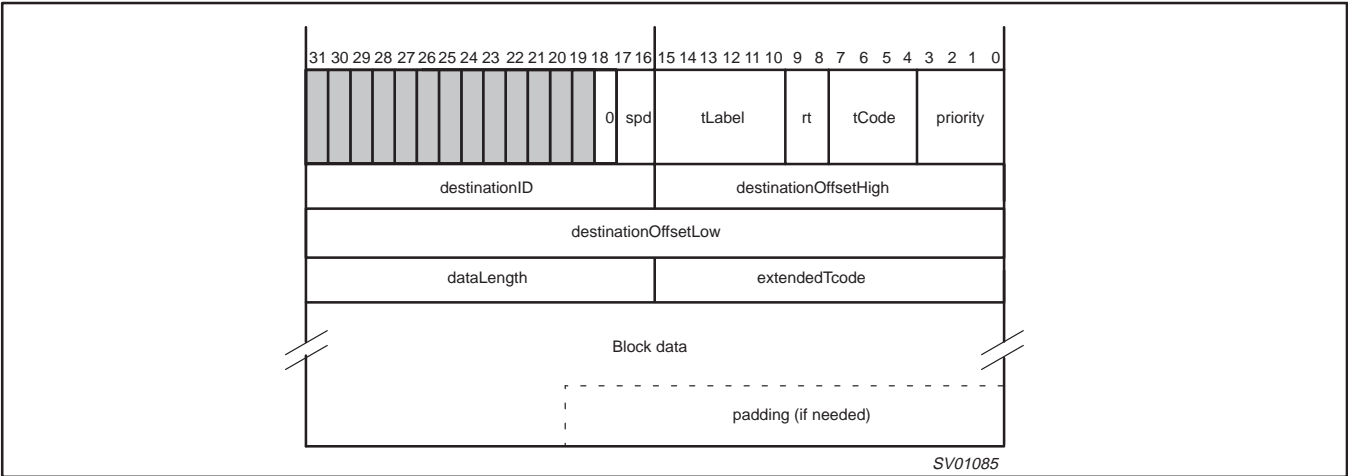 31 30 29 28 27 26 25 24 23 22 21 20 19 18 17 16 15 14 13 12 11 10 9 8 7 6 5 4 3 2 1 0
0 spd tLabel rt tCode priority
destinationID destinationOffsetHigh
destinationOffsetLow
dataLength extendedTcode
Block data
padding (if needed)
SV01085